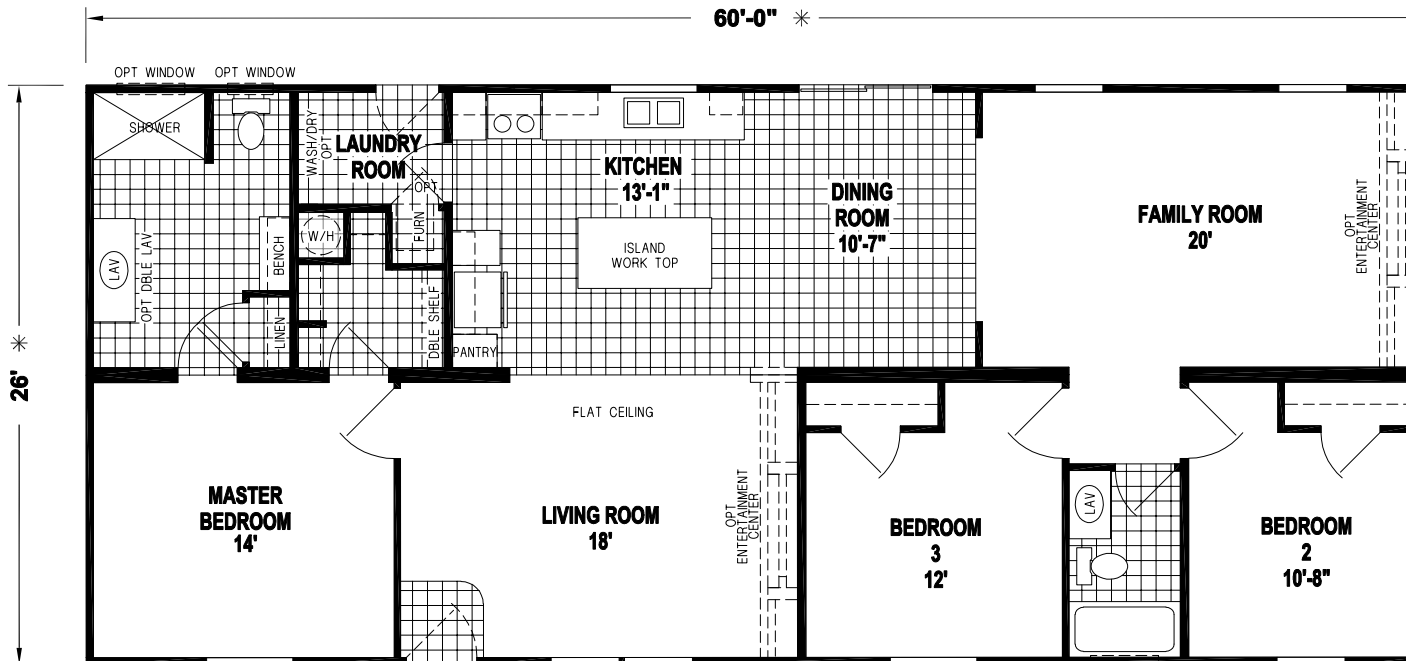 60'-0" ✳
OPT WINDOW
OPT WINDOW
SHOWER
WASH/DRY
OPT
LAUNDRY
ROOM
OPT
KITCHEN
13'-1"
DINING
ROOM
10'-7"
FAMILY ROOM
20'
OPT
ENTERTAINMENT
CENTER
LAV
OPT DBLE LAV
BENCH
W/H
FURN
ISLAND
WORK TOP
LINEN
DBLE SHELF
PANTRY
26' ✳
FLAT CEILING
MASTER
BEDROOM
14'
LIVING ROOM
18'
OPT
ENTERTAINMENT
CENTER
BEDROOM
3
12'
LAV
BEDROOM
2
10'-8"